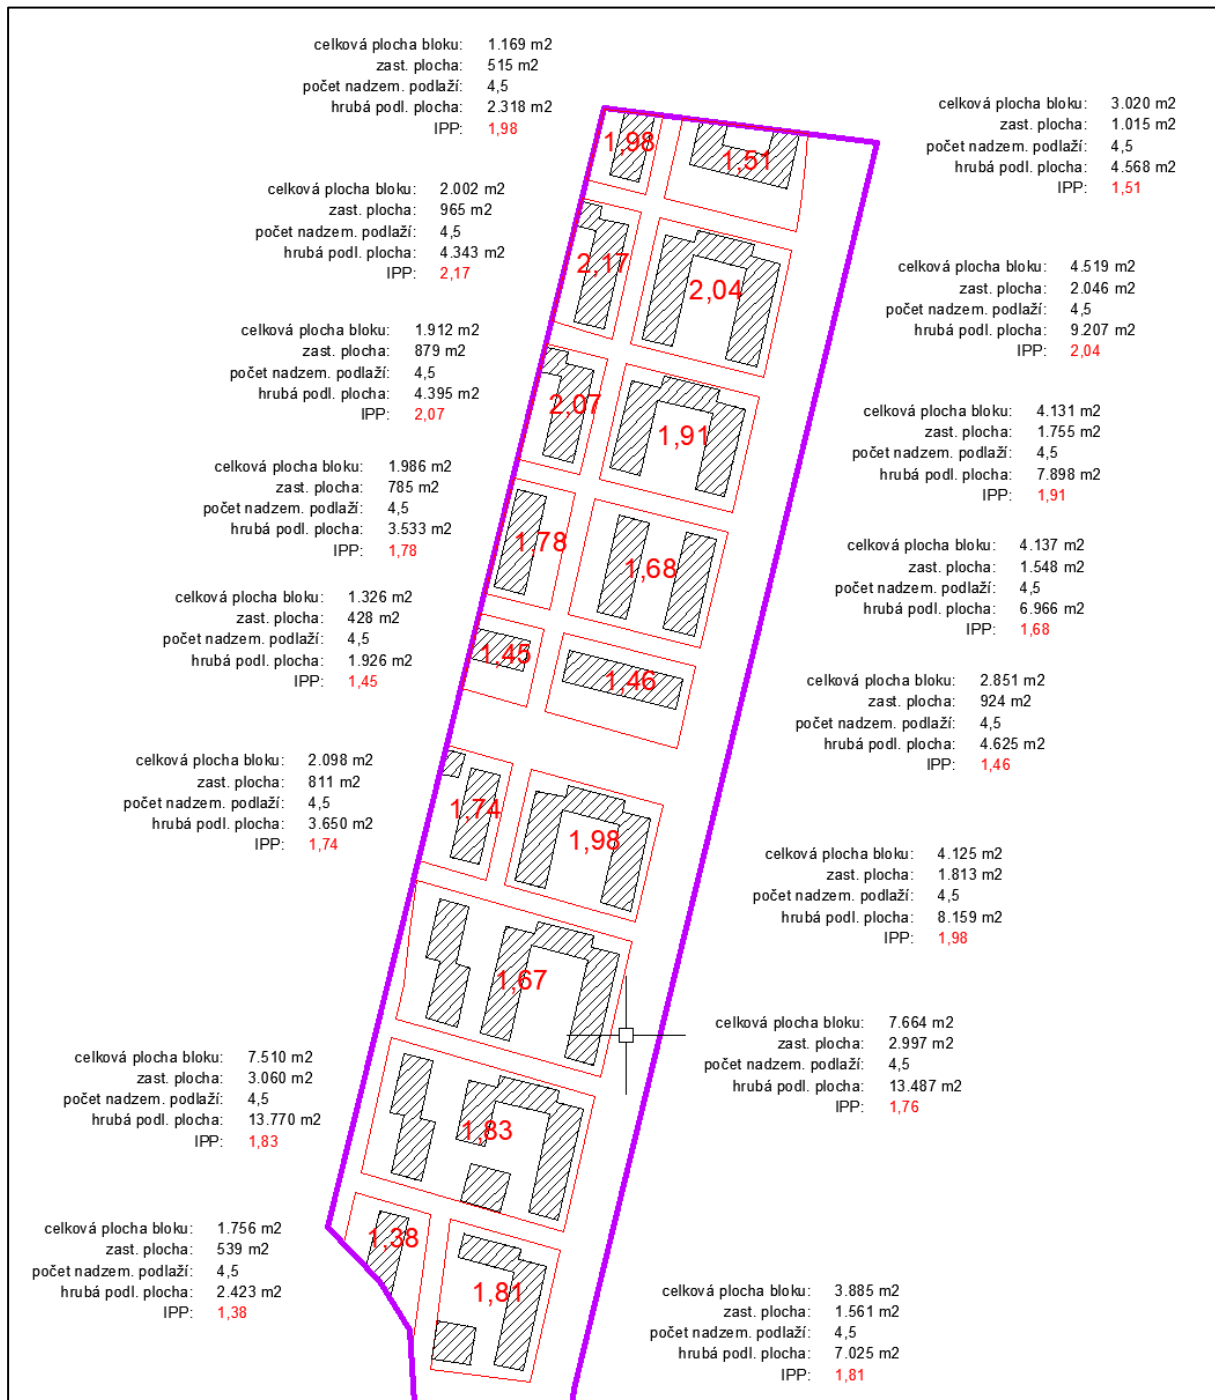 celková plocha bloku: 1.169 m2
zast. plocha: 515 m2
počet nadzem. podlaží: 4,5
hrubá podl. plocha: 2.318 m2
IPP: 1,98
celková plocha bloku: 3.020 m2
zast. plocha: 1.015 m2
počet nadzem. podlaží: 4,5
hrubá podl. plocha: 4.568 m2
IPP: 1,51
1,98
1,51
celková plocha bloku: 2.002 m2
zast. plocha: 965 m2
počet nadzem. podlaží: 4,5
hrubá podl. plocha: 4.343 m2
IPP: 2,17
2,17
2,04
celková plocha bloku: 4.519 m2
zast. plocha: 2.046 m2
počet nadzem. podlaží: 4,5
hrubá podl. plocha: 9.207 m2
IPP: 2,04
celková plocha bloku: 1.912 m2
zast. plocha: 879 m2
počet nadzem. podlaží: 4,5
hrubá podl. plocha: 4.395 m2
IPP: 2,07
2,07
1,91
celková plocha bloku: 4.131 m2
zast. plocha: 1.755 m2
počet nadzem. podlaží: 4,5
hrubá podl. plocha: 7.898 m2
IPP: 1,91
celková plocha bloku: 1.986 m2
zast. plocha: 785 m2
počet nadzem. podlaží: 4,5
hrubá podl. plocha: 3.533 m2
IPP: 1,78
1,78
1,68
celková plocha bloku: 4.137 m2
zast. plocha: 1.548 m2
počet nadzem. podlaží: 4,5
hrubá podl. plocha: 6.966 m2
IPP: 1,68
celková plocha bloku: 1.326 m2
zast. plocha: 428 m2
počet nadzem. podlaží: 4,5
hrubá podl. plocha: 1.926 m2
IPP: 1,45
1,45
1,46
celková plocha bloku: 2.851 m2
zast. plocha: 924 m2
počet nadzem. podlaží: 4,5
hrubá podl. plocha: 4.625 m2
IPP: 1,46
celková plocha bloku: 2.098 m2
zast. plocha: 811 m2
počet nadzem. podlaží: 4,5
hrubá podl. plocha: 3.650 m2
IPP: 1,74
1,74
1,98
celková plocha bloku: 4.125 m2
zast. plocha: 1.813 m2
počet nadzem. podlaží: 4,5
hrubá podl. plocha: 8.159 m2
IPP: 1,98
1,67
celková plocha bloku: 7.664 m2
zast. plocha: 2.997 m2
počet nadzem. podlaží: 4,5
hrubá podl. plocha: 13.487 m2
IPP: 1,76
celková plocha bloku: 7.510 m2
zast. plocha: 3.060 m2
počet nadzem. podlaží: 4,5
hrubá podl. plocha: 13.770 m2
IPP: 1,83
1,83
celková plocha bloku: 1.756 m2
zast. plocha: 539 m2
počet nadzem. podlaží: 4,5
hrubá podl. plocha: 2.423 m2
IPP: 1,38
1,38
1,81
celková plocha bloku: 3.885 m2
zast. plocha: 1.561 m2
počet nadzem. podlaží: 4,5
hrubá podl. plocha: 7.025 m2
IPP: 1,81